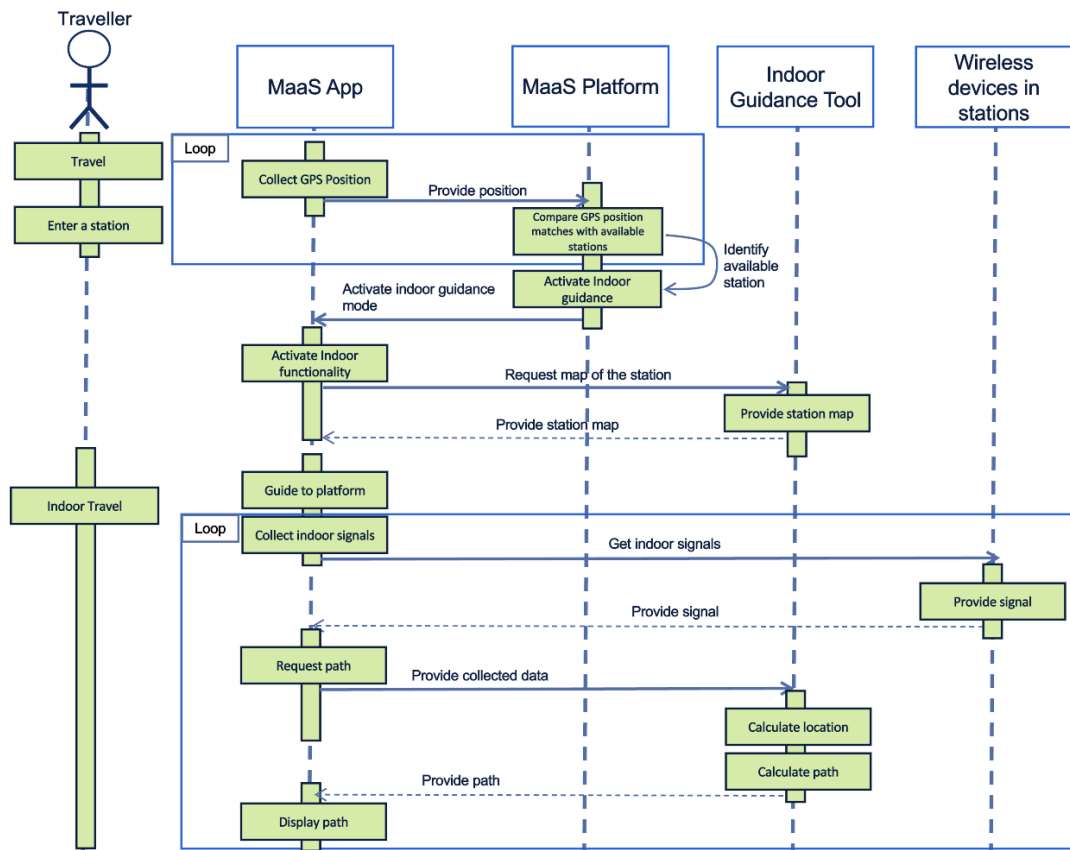 Traveller
MaaS App
MaaS Platform
Indoor
Guidance Tool
Wireless
devices in
stations
Loop
Travel
Collect GPS Position
Provide position
Enter a station
Compare GPS position
matches with available
stations
Identify
available
station
Activate Indoor
guidance
Activate indoor guidance
mode
Activate Indoor
functionality
Request map of the station
Provide station map
Provide station map
Guide to platform
Indoor Travel
Loop
Collect indoor signals
Get indoor signals
Provide signal
Provide signal
Request path
Provide collected data
Calculate location
Calculate path
Provide path
Display path